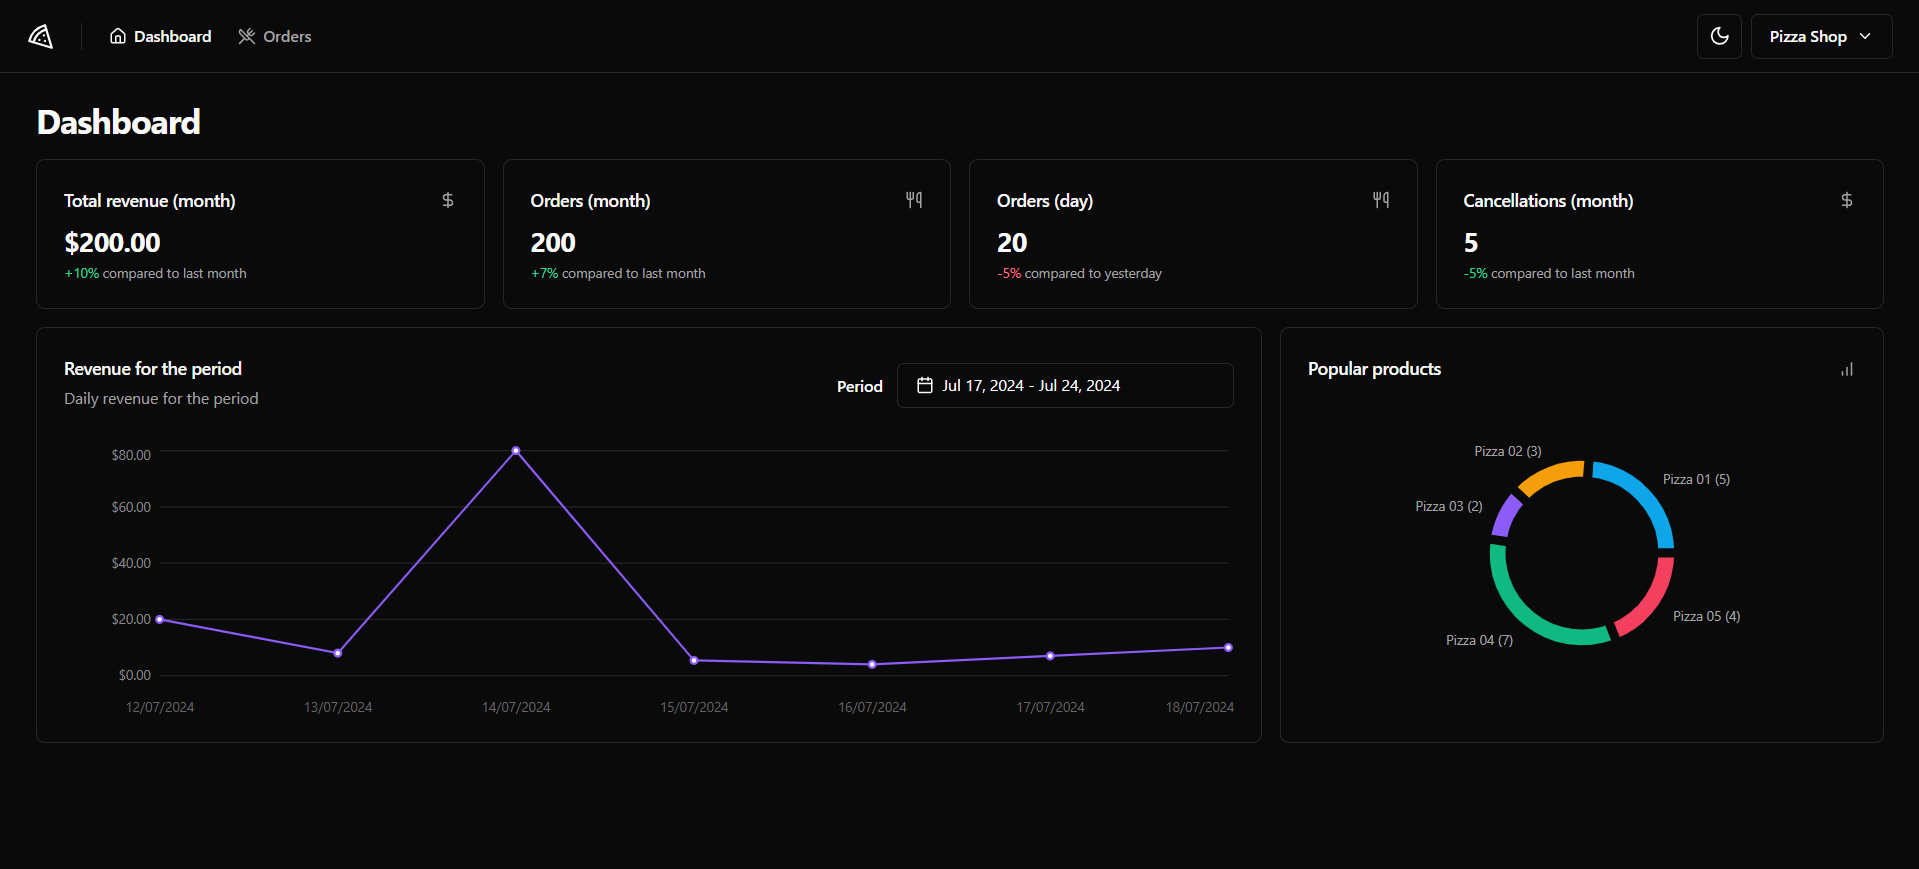 Dashboard
Orders
Pizza Shop
Dashboard
Total revenue (month)
$200.00
+10% compared to last month
Orders (month)
200
+7% compared to last month
Orders (day)
20
-5% compared to yesterday
Cancellations (month)
5
-5% compared to last month
Revenue for the period
Daily revenue for the period
Period
Jul 17, 2024 - Jul 24, 2024
$80.00
$60.00
$40.00
$20.00
$0.00
12/07/2024
13/07/2024
14/07/2024
15/07/2024
16/07/2024
17/07/2024
18/07/2024
Popular products
Pizza 02 (3)
Pizza 01 (5)
Pizza 03 (2)
Pizza 05 (4)
Pizza 04 (7)